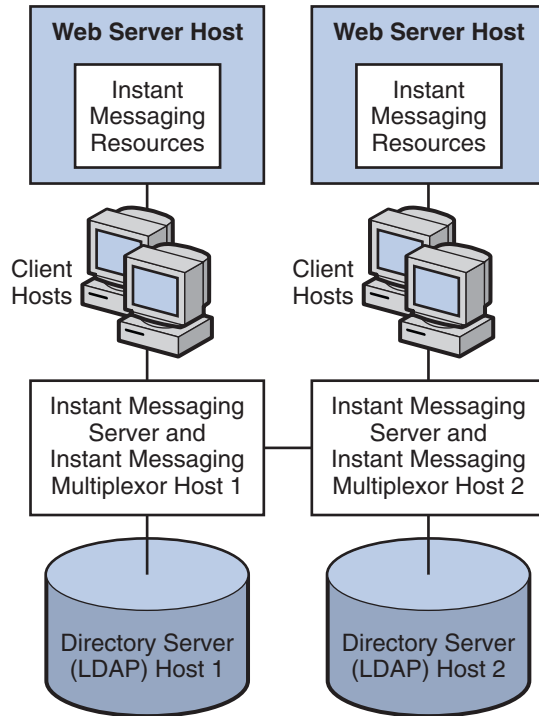 Web Server Host
Instant
Messaging
Resources
Client
Hosts
Instant Messaging
Server and
Instant Messaging
Multiplexor Host 1
Directory Server
(LDAP) Host 1
Web Server Host
Instant
Messaging
Resources
Client
Hosts
Instant Messaging
Server and
Instant Messaging
Multiplexor Host 2
Directory Server
(LDAP) Host 2